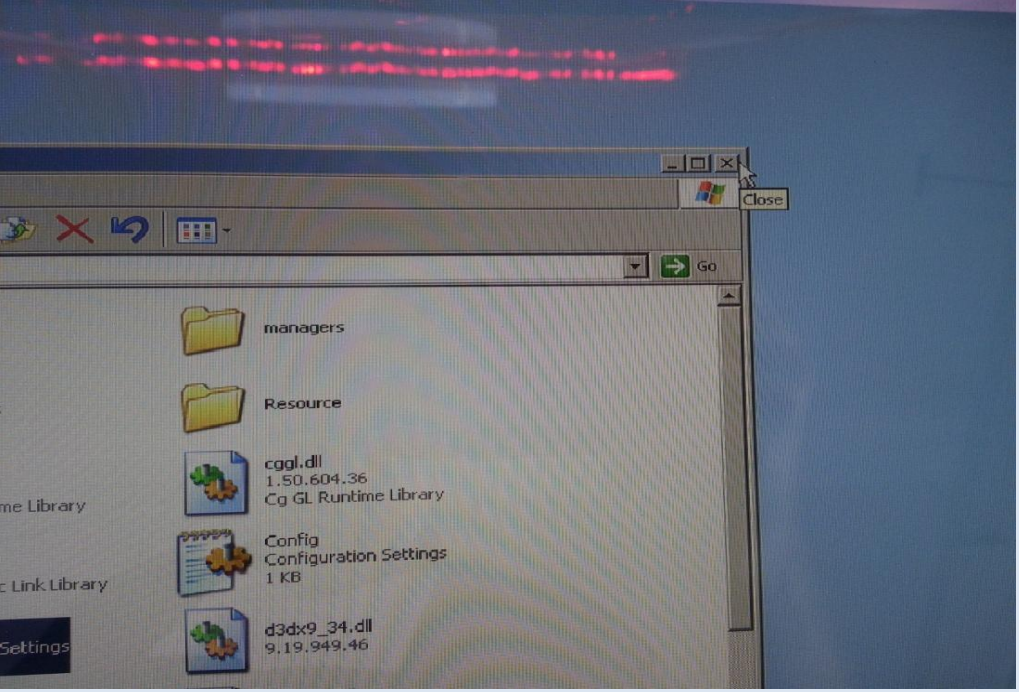 Close
Go
managers
Resource
cggl.dll
1.50.604.36
Cg GL Runtime Library
me Library
Config
Configuration Settings
1 KB
c Link Library
d3dx9_34.dll
9.19.949.46
Settings